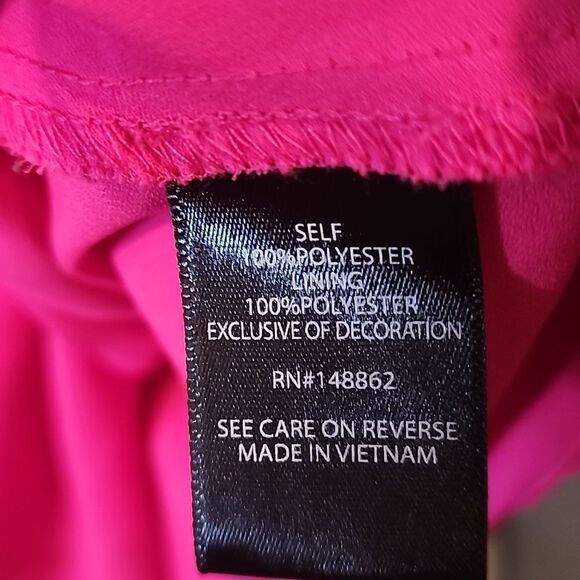 SELF
100%POLYESTER
LINING
100%POLYESTER
EXCLUSIVE OF DECORATION
RN#148862
SEE CARE ON REVERSE
MADE IN VIETNAM